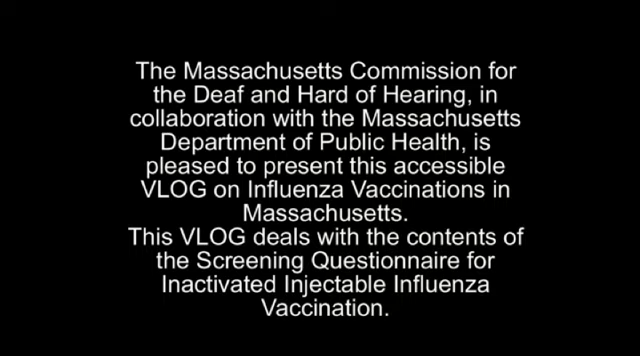 The Massachusetts Commission for
the Deaf and Hard of Hearing, in
collaboration with the Massachusetts
Department of Public Health, is
pleased to present this accessible
VLOG on Influenza Vaccinations in
Massachusetts.
This VLOG deals with the contents of
the Screening Questionnaire for
Inactivated Injectable Influenza
Vaccination.